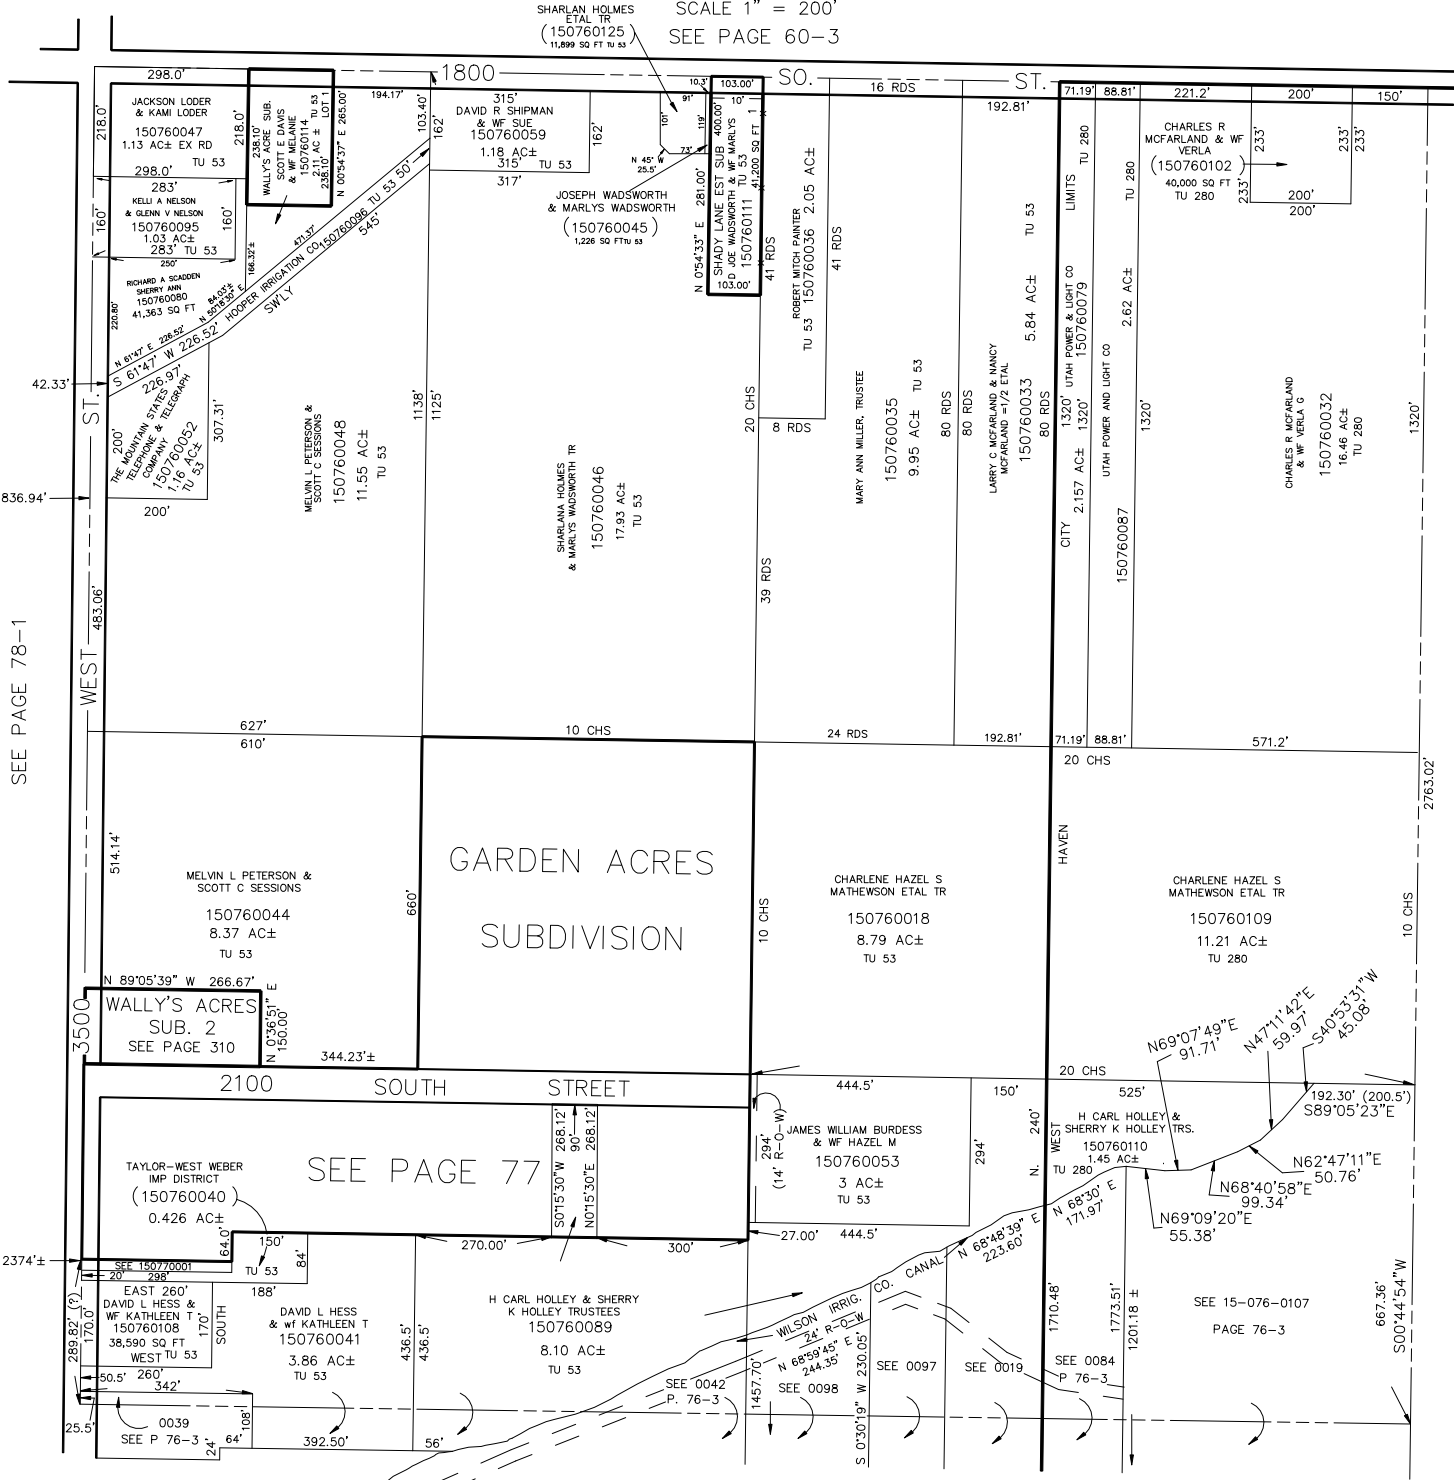 SCALE 1" = 200'
SEE PAGE 60-3
SHARLAN HOLMES
ETAL TR
(150760125)
11,899 SQ FT TU 53
1800 SO. ST.
298.0'
JACKSON LODER
& KAMI LODER
150760047
1.13 AC± EX RD
TU 53
218.0'
218.0'
298.0'
283'
KELLI A NELSON
& GLENN V NELSON
150760095
1.03 AC±
283' TU 53
160'
160'
250'
RICHARD A SCADDEN
SHERRY ANN
150760080
41,363 SQ FT
220.80'
238.10'
WALLY'S ACRE SUB.
SCOTT E DAVIS
& WF MELANIE
150760114
2.11 AC ± TU 53
238.10' LOT 1
N 00°54'37" E 265.00'
166.32'±
194.17'
103.40'
162'
315'
DAVID R SHIPMAN
& WF SUE
150760059
1.18 AC±
315' TU 53
317'
162'
471.37'
HOOPER IRRIGATION CO. 150760096 TU 53 50'
545'
SW'LY
84.03'±
N 50°18'30" E
N 61°47' E 226.52'
S 61°47' W 226.52'
226.97'
42.33'
THE MOUNTAIN STATES
TELEPHONE & TELEGRAPH
COMPANY
150760052
1.16 AC±
TU 53
200'
307.31'
200'
836.94'
10.3'
91'
101'
119'
73'
N 45° W
25.5'
JOSEPH WADSWORTH
& MARLYS WADSWORTH
(150760045)
1,226 SQ FT TU 53
103.00'
10'
N 0°54'33" E 281.00'
SHADY LANE EST SUB 400.00'
D JOE WADSWORTH & WF MARLYS
150760111 TU 53
41,200 SQ FT 1
103.00'
41 RDS
ROBERT MITCH PAINTER
TU 53 150760036 2.05 AC±
41 RDS
8 RDS
16 RDS
192.81'
71.19'
88.81'
221.2'
200'
150'
CHARLES R
MCFARLAND & WF
VERLA
(150760102)
40,000 SQ FT
TU 280
233'
233'
233'
233'
200'
200'
MELVIN L PETERSON &
SCOTT C SESSIONS
150760048
11.55 AC±
TU 53
1138'
1125'
SHARLANA HOLMES
& MARLYS WADSWORTH TR
150760046
17.93 AC±
TU 53
20 CHS
39 RDS
MARY ANN MILLER, TRUSTEE
150760035
9.95 AC± TU 53
80 RDS
80 RDS
LARRY C MCFARLAND & NANCY
MCFARLAND =1/2 ETAL
150760033 5.84 AC± TU 53
80 RDS
CITY LIMITS
1320' UTAH POWER & LIGHT CO
2.157 AC± 1320' 150760079 TU 280
UTAH POWER AND LIGHT CO
150760087 2.62 AC± TU 280
1320'
CHARLES R MCFARLAND
& WF VERLA G
150760032
16.46 AC±
TU 280
1320'
SEE PAGE 78-1
3500 WEST ST.
483.06'
627'
610'
10 CHS
24 RDS
192.81'
71.19'
88.81'
571.2'
20 CHS
2763.02'
514.14'
MELVIN L PETERSON &
SCOTT C SESSIONS
150760044
8.37 AC±
TU 53
660'
GARDEN ACRES
SUBDIVISION
10 CHS
CHARLENE HAZEL S
MATHEWSON ETAL TR
150760018
8.79 AC±
TU 53
WEST HAVEN
CHARLENE HAZEL S
MATHEWSON ETAL TR
150760109
11.21 AC±
TU 280
10 CHS
N 89°05'39" W 266.67'
WALLY'S ACRES
SUB. 2
SEE PAGE 310
N 0°36'51" E
150.00'
344.23'±
2100 SOUTH STREET
N69°07'49"E
91.71'
N47°11'42"E
59.97'
S40°53'31"W
45.08'
20 CHS
444.5'
150'
525'
192.30' (200.5')
S89°05'23"E
294'
(14' R-O-W)
JAMES WILLIAM BURDESS
& WF HAZEL M
150760053
3 AC±
TU 53
294'
N. 240'
H CARL HOLLEY &
SHERRY K HOLLEY TRS.
150760110
1.45 AC±
TU 280
N62°47'11"E
50.76'
N68°40'58"E
99.34'
N69°09'20"E
55.38'
SEE PAGE 77
S0°15'30"W 268.12'
90'
N0°15'30"E 268.12'
TAYLOR-WEST WEBER
IMP DISTRICT
(150760040)
0.426 AC±
64.0'
150'
270.00'
300'
27.00'
444.5'
N 68°48'39" E
223.60'
N 68°30' E
171.97'
2374'±
SEE 150770001
20' 298'
TU 53
84'
188'
EAST 260'
DAVID L HESS &
WF KATHLEEN T
150760108
38,590 SQ FT
WEST TU 53
260'
289.82' (?)
170.0'
170'
SOUTH
50.5'
342'
25.5'
0039
SEE P 76-3
24'
64'
108'
DAVID L HESS
& wf KATHLEEN T
150760041
3.86 AC±
TU 53
392.50'
56'
436.5'
436.5'
H CARL HOLLEY & SHERRY
K HOLLEY TRUSTEES
150760089
8.10 AC±
TU 53
WILSON IRRIG. CO. CANAL
24' R-O-W
N 68°59'45" E
244.35'
SEE 0042
P. 76-3
1457.70'
SEE 0098
S 0°30'19" W 230.05'
SEE 0097
SEE 0019
1710.48'
SEE 0084
P 76-3
1773.51'
1201.18 ±
SEE 15-076-0107
PAGE 76-3
667.36'
S00°44'54"W